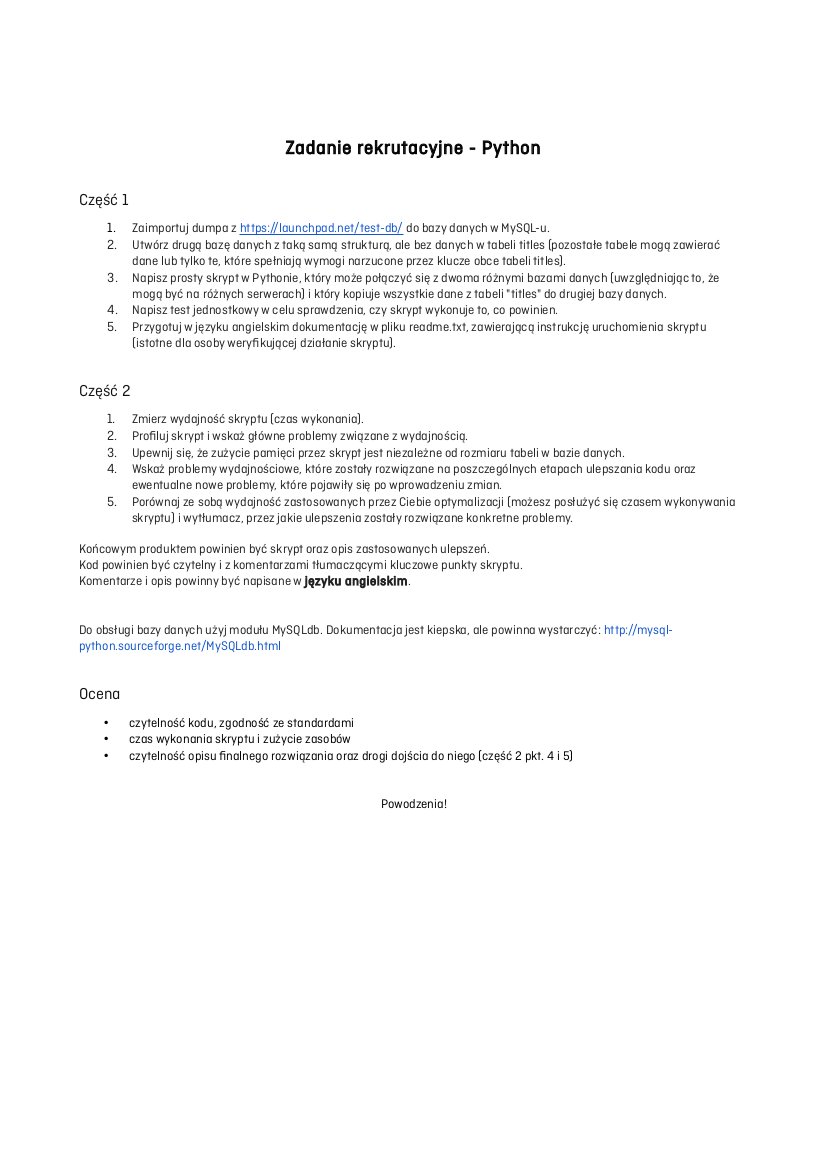 Zadanie rekrutacyjne - Python
Część 1
1. Zaimportuj dumpa z https://launchpad.net/test-db/ do bazy danych w MySQL-u.
2. Utwórz drugą bazę danych z taką samą strukturą, ale bez danych w tabeli titles (pozostałe tabele mogą zawierać
dane lub tylko te, które spełniają wymogi narzucone przez klucze obce tabeli titles).
3. Napisz prosty skrypt w Pythonie, który może połączyć się z dwoma różnymi bazami danych (uwzględniając to, że
mogą być na różnych serwerach) i który kopiuje wszystkie dane z tabeli "titles" do drugiej bazy danych.
4. Napisz test jednostkowy w celu sprawdzenia, czy skrypt wykonuje to, co powinien.
5. Przygotuj w języku angielskim dokumentację w pliku readme.txt, zawierającą instrukcję uruchomienia skryptu
(istotne dla osoby weryfikującej działanie skryptu).
Część 2
1. Zmierz wydajność skryptu (czas wykonania).
2. Profiluj skrypt i wskaż główne problemy związane z wydajnością.
3. Upewnij się, że zużycie pamięci przez skrypt jest niezależne od rozmiaru tabeli w bazie danych.
4. Wskaż problemy wydajnościowe, które zostały rozwiązane na poszczególnych etapach ulepszania kodu oraz
ewentualne nowe problemy, które pojawiły się po wprowadzeniu zmian.
5. Porównaj ze sobą wydajność zastosowanych przez Ciebie optymalizacji (możesz posłużyć się czasem wykonywania
skryptu) i wytłumacz, przez jakie ulepszenia zostały rozwiązane konkretne problemy.
Końcowym produktem powinien być skrypt oraz opis zastosowanych ulepszeń.
Kod powinien być czytelny i z komentarzami tłumaczącymi kluczowe punkty skryptu.
Komentarze i opis powinny być napisane w języku angielskim.
Do obsługi bazy danych użyj modułu MySQLdb. Dokumentacja jest kiepska, ale powinna wystarczyć: http://mysql-
python.sourceforge.net/MySQLdb.html
Ocena
• czytelność kodu, zgodność ze standardami
• czas wykonania skryptu i zużycie zasobów
• czytelność opisu finalnego rozwiązania oraz drogi dojścia do niego (część 2 pkt. 4 i 5)
Powodzenia!